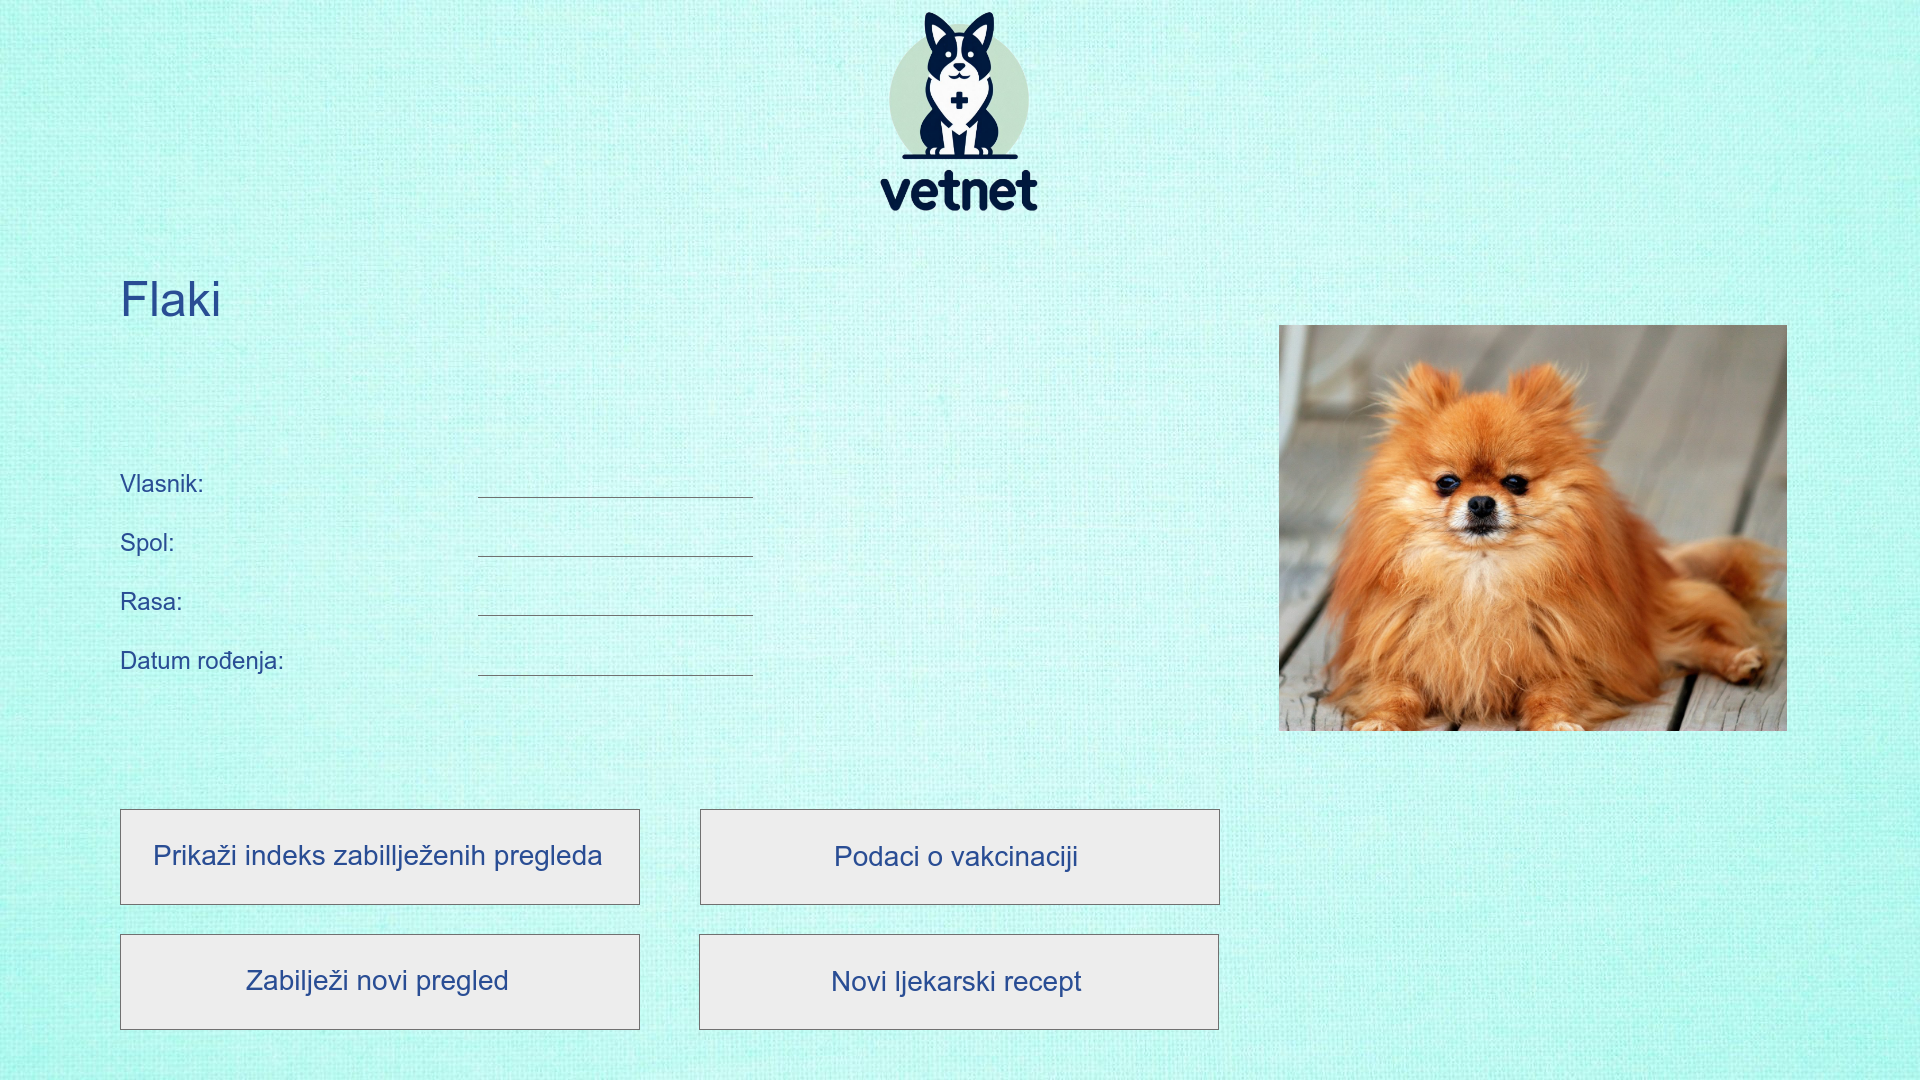 vetnet
Flaki
Vlasnik:
Spol:
Rasa:
Datum rođenja:
Prikaži indeks zabillježenih pregleda
Podaci o vakcinaciji
Zabilježi novi pregled
Novi ljekarski recept